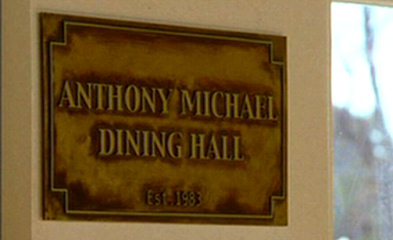 ANTHONY MICHAEL
DINING HALL
Est. 1983